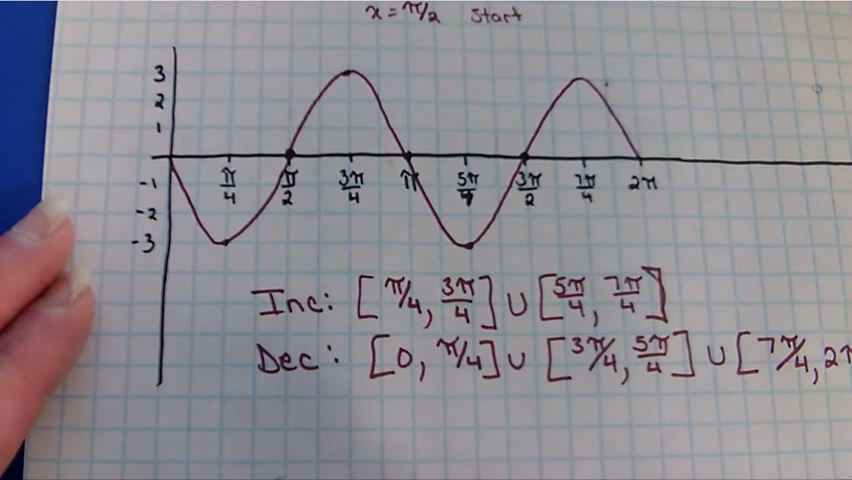 x = π/2 Start
3
2
1
π/4 π/2 3π/4 π 5π/4 3π/2 7π/4 2π
-1
-2
-3
Inc: [π/4, 3π/4] ∪ [5π/4, 7π/4]
Dec: [0, π/4] ∪ [3π/4, 5π/4] ∪ [7π/4, 2π